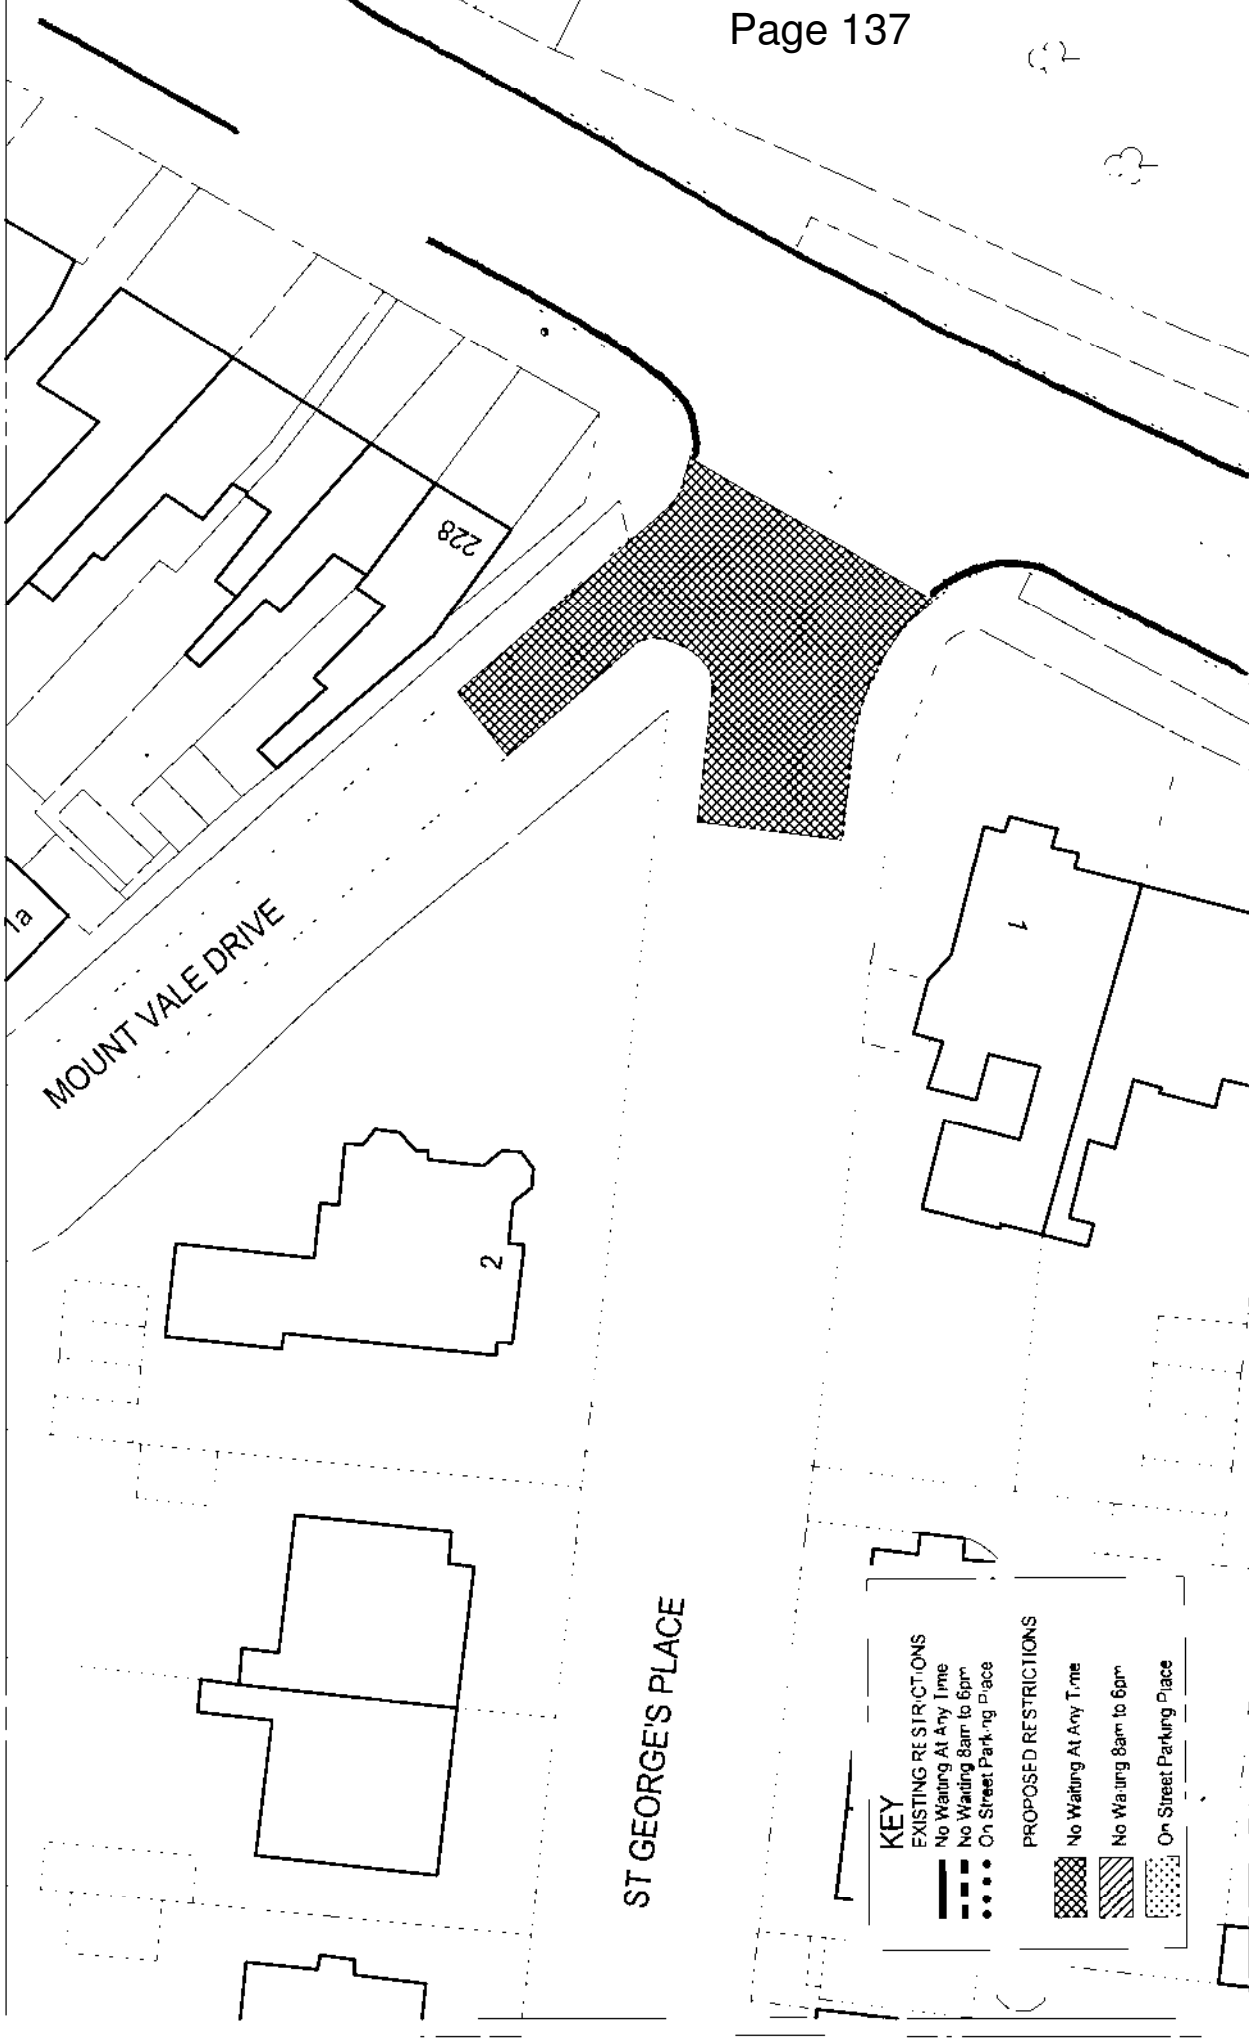 Page 137
228
1a
MOUNT VALE DRIVE
1
2
ST GEORGE'S PLACE
KEY
EXISTING RESTRICTIONS
No Waiting At Any Time
No Waiting 8am to 6pm
On Street Parking Place
PROPOSED RESTRICTIONS
No Waiting At Any Time
No Waiting 8am to 6pm
On Street Parking Place